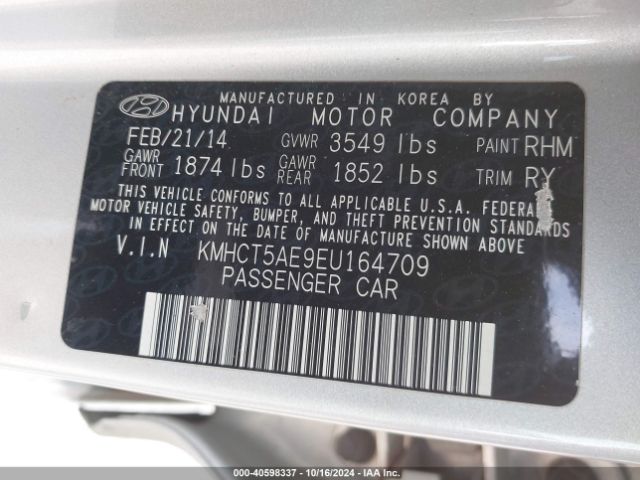 MANUFACTURED IN KOREA BY
HYUNDAI MOTOR COMPANY
FEB/21/14 GVWR 3549 lbs PAINT RHM
GAWR FRONT 1874 lbs GAWR REAR 1852 lbs TRIM RY
THIS VEHICLE CONFORMS TO ALL APPLICABLE U.S.A. FEDERAL
MOTOR VEHICLE SAFETY, BUMPER, AND THEFT PREVENTION STANDARDS
IN EFFECT ON THE DATE OF MANUFACTURE SHOWN ABOVE.
V.I.N KMHCT5AE9EU164709
PASSENGER CAR
000-40598337 - 10/16/2024 - IAA Inc.